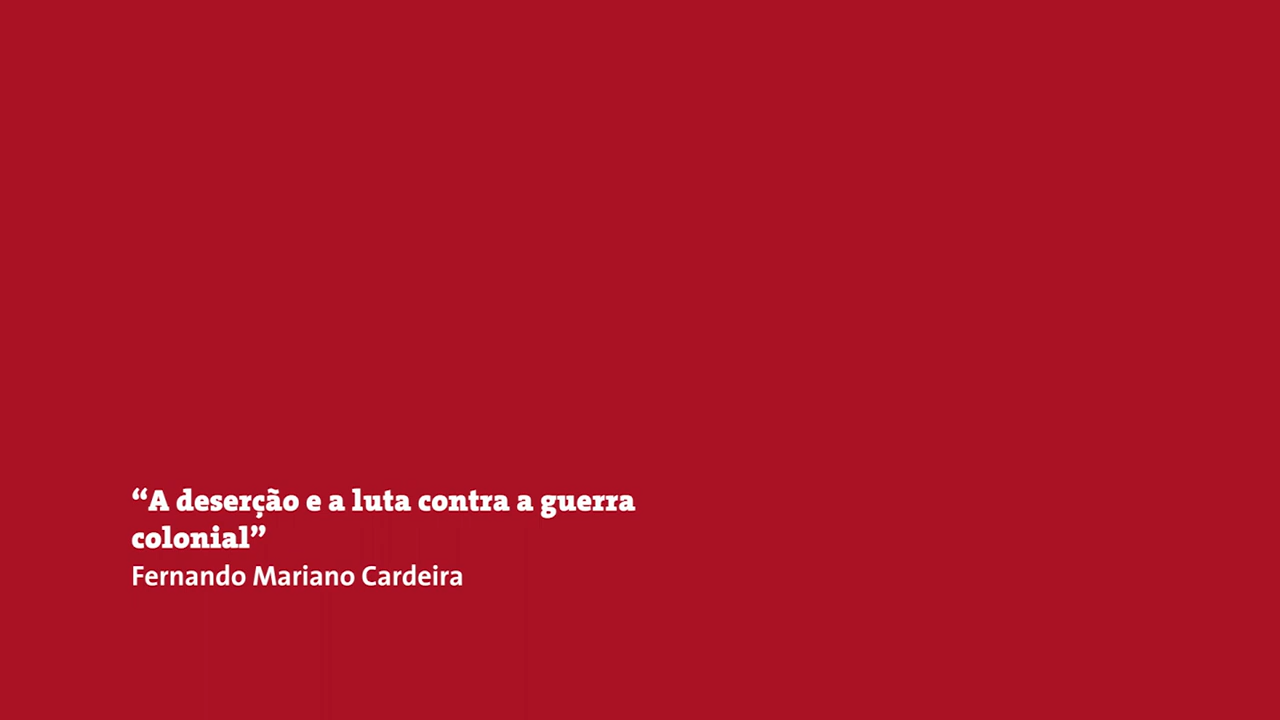 “A deserção e a luta contra a guerra
colonial”
Fernando Mariano Cardeira